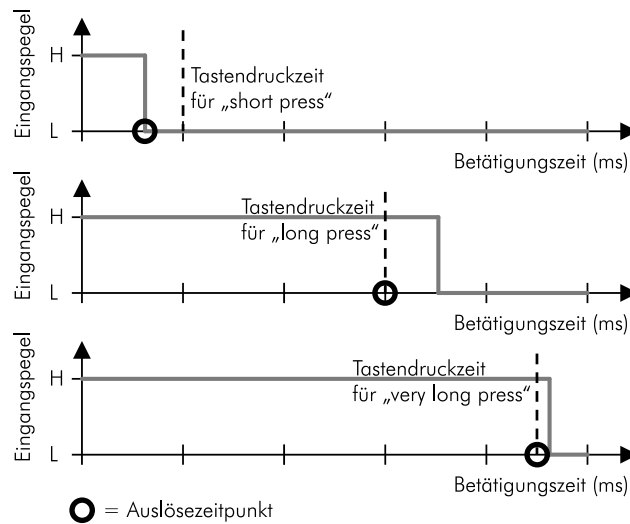 Eingangspegel
H
L
Tastendruckzeit
für „short press“
Betätigungszeit (ms)
Eingangspegel
H
L
Tastendruckzeit
für „long press“
Betätigungszeit (ms)
Eingangspegel
H
L
Tastendruckzeit
für „very long press“
Betätigungszeit (ms)
= Auslösezeitpunkt